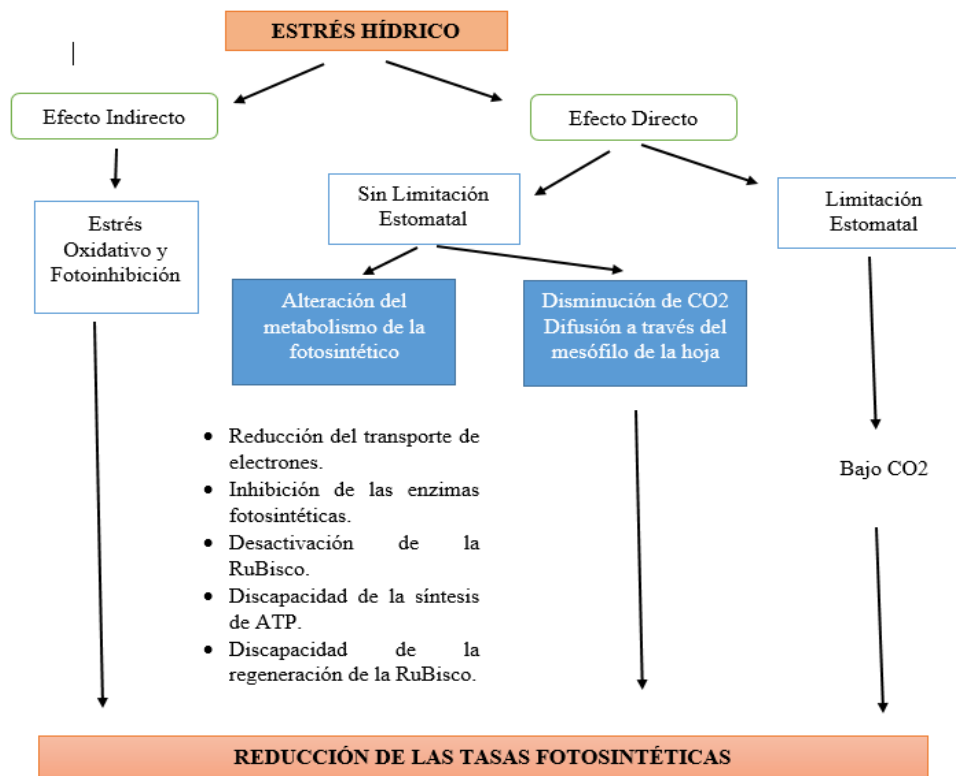 ESTRÉS HÍDRICO
Efecto Indirecto
Efecto Directo
Estrés
Oxidativo y
Fotoinhibición
Sin Limitación
Estomatal
Limitación
Estomatal
Alteración del
metabolismo de la
fotosintético
Disminución de CO2
Difusión a través del
mesófilo de la hoja
• Reducción del transporte de
electrones.
• Inhibición de las enzimas
fotosintéticas.
• Desactivación de la
RuBisco.
• Discapacidad de la síntesis
de ATP.
• Discapacidad de la
regeneración de la RuBisco.
Bajo CO2
REDUCCIÓN DE LAS TASAS FOTOSINTÉTICAS